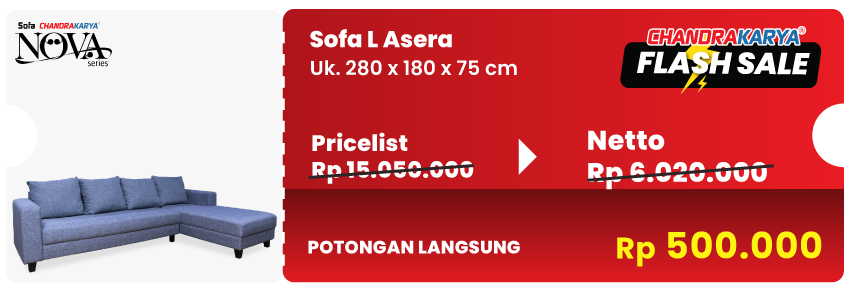 Sofa CHANDRAKARYA®
NOVA
series
Sofa L Asera
Uk. 280 x 180 x 75 cm
CHANDRAKARYA®
FLASH SALE
Pricelist
Rp 15.050.000
Netto
Rp 6.020.000
POTONGAN LANGSUNG
Rp 500.000